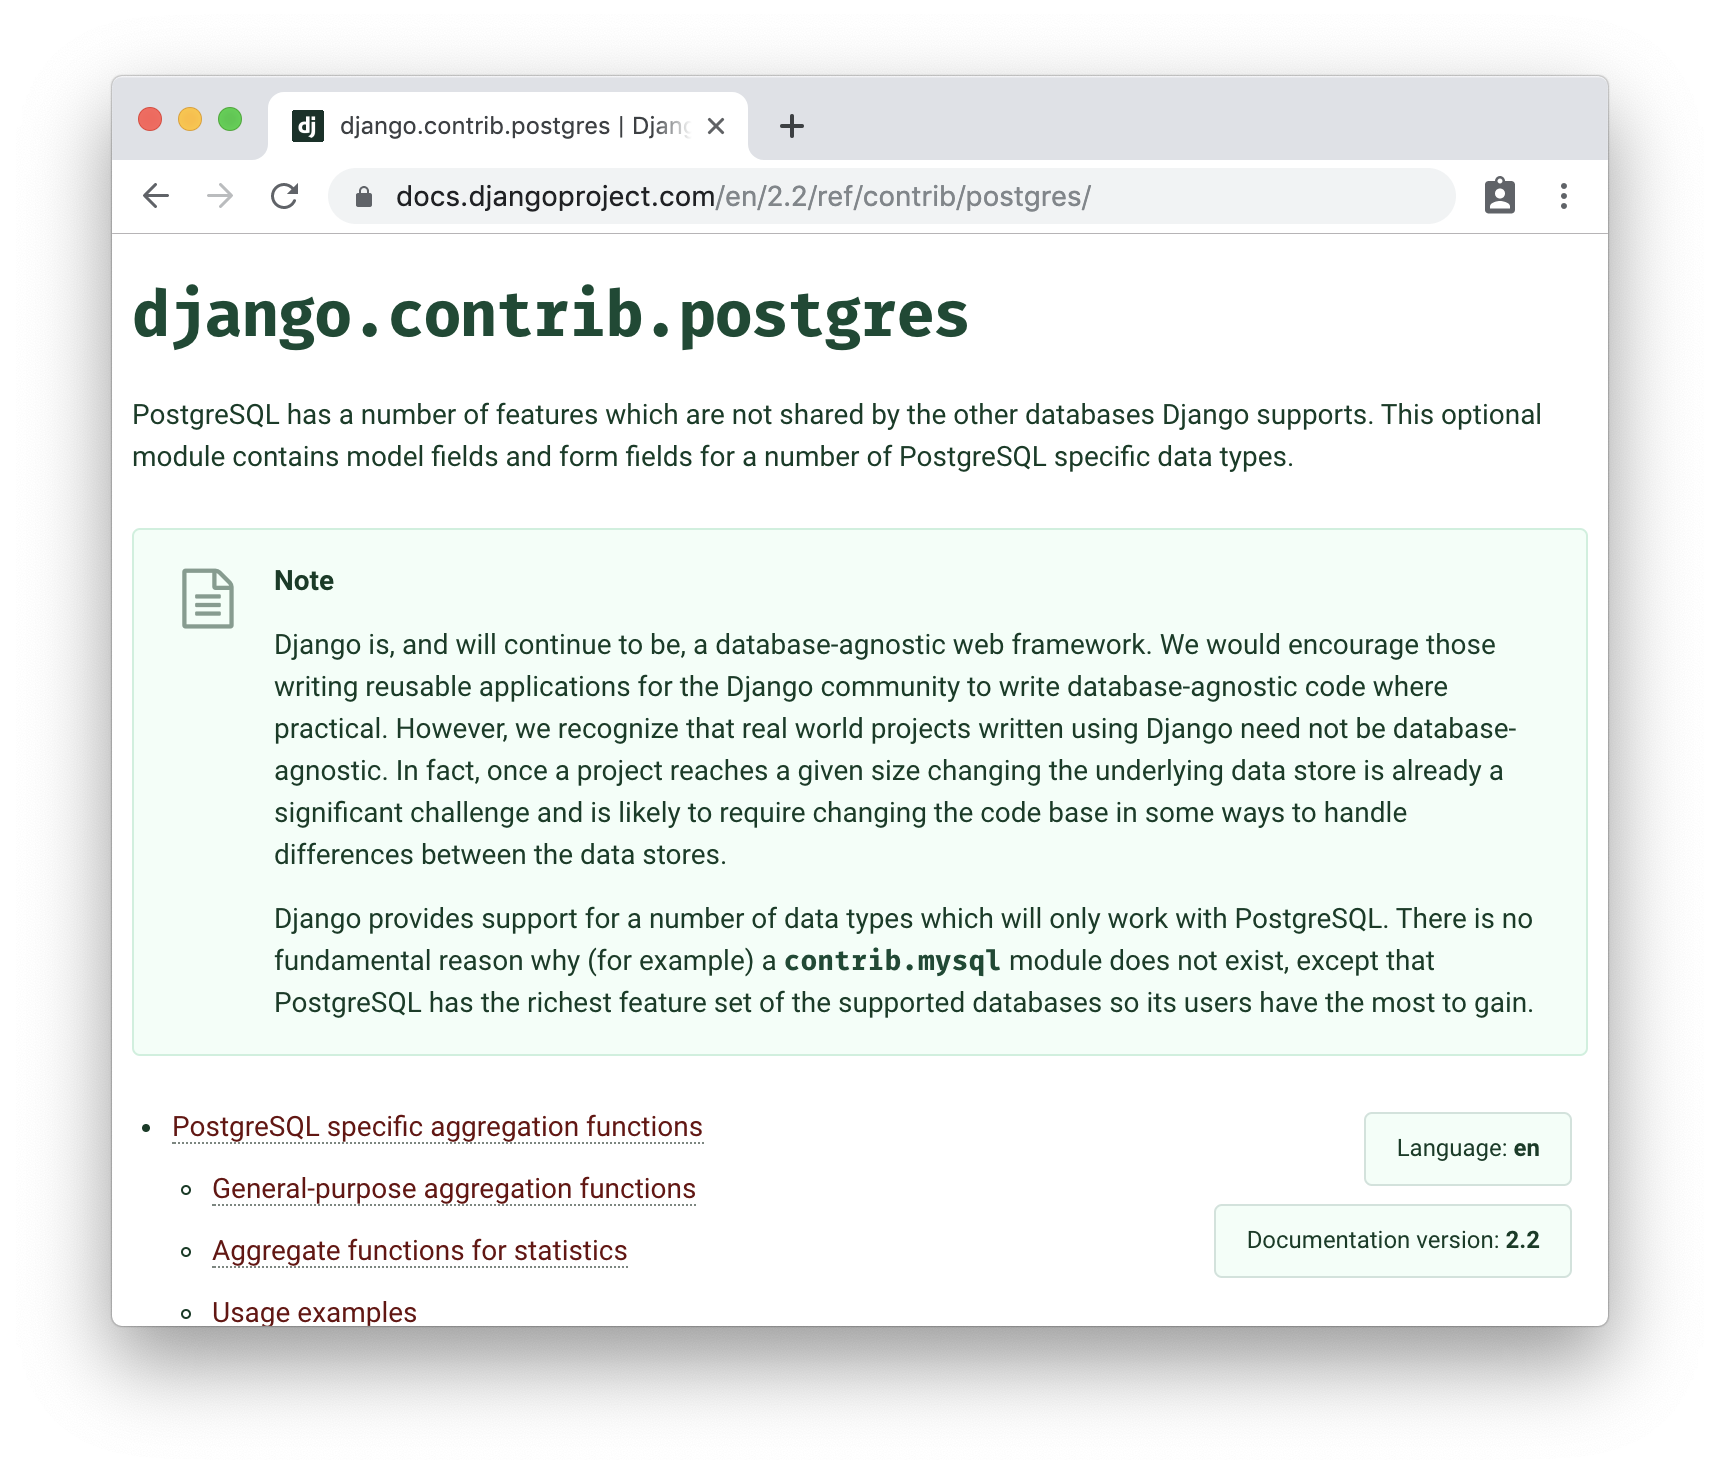 dj django.contrib.postgres | Djang
docs.djangoproject.com/en/2.2/ref/contrib/postgres/
django.contrib.postgres
PostgreSQL has a number of features which are not shared by the other databases Django supports. This optional
module contains model fields and form fields for a number of PostgreSQL specific data types.
Note
Django is, and will continue to be, a database-agnostic web framework. We would encourage those
writing reusable applications for the Django community to write database-agnostic code where
practical. However, we recognize that real world projects written using Django need not be database-
agnostic. In fact, once a project reaches a given size changing the underlying data store is already a
significant challenge and is likely to require changing the code base in some ways to handle
differences between the data stores.
Django provides support for a number of data types which will only work with PostgreSQL. There is no
fundamental reason why (for example) a contrib.mysql module does not exist, except that
PostgreSQL has the richest feature set of the supported databases so its users have the most to gain.
PostgreSQL specific aggregation functions
General-purpose aggregation functions
Aggregate functions for statistics
Usage examples
Language: en
Documentation version: 2.2